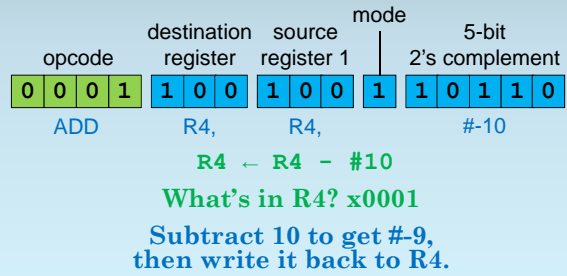 mode
destination source 5-bit
opcode register register 1 2's complement
0 0 0 1 1 0 0 1 0 0 1 1 0 1 1 0
ADD R4, R4, #-10
R4 ← R4 - #10
What's in R4? x0001
Subtract 10 to get #-9,
then write it back to R4.